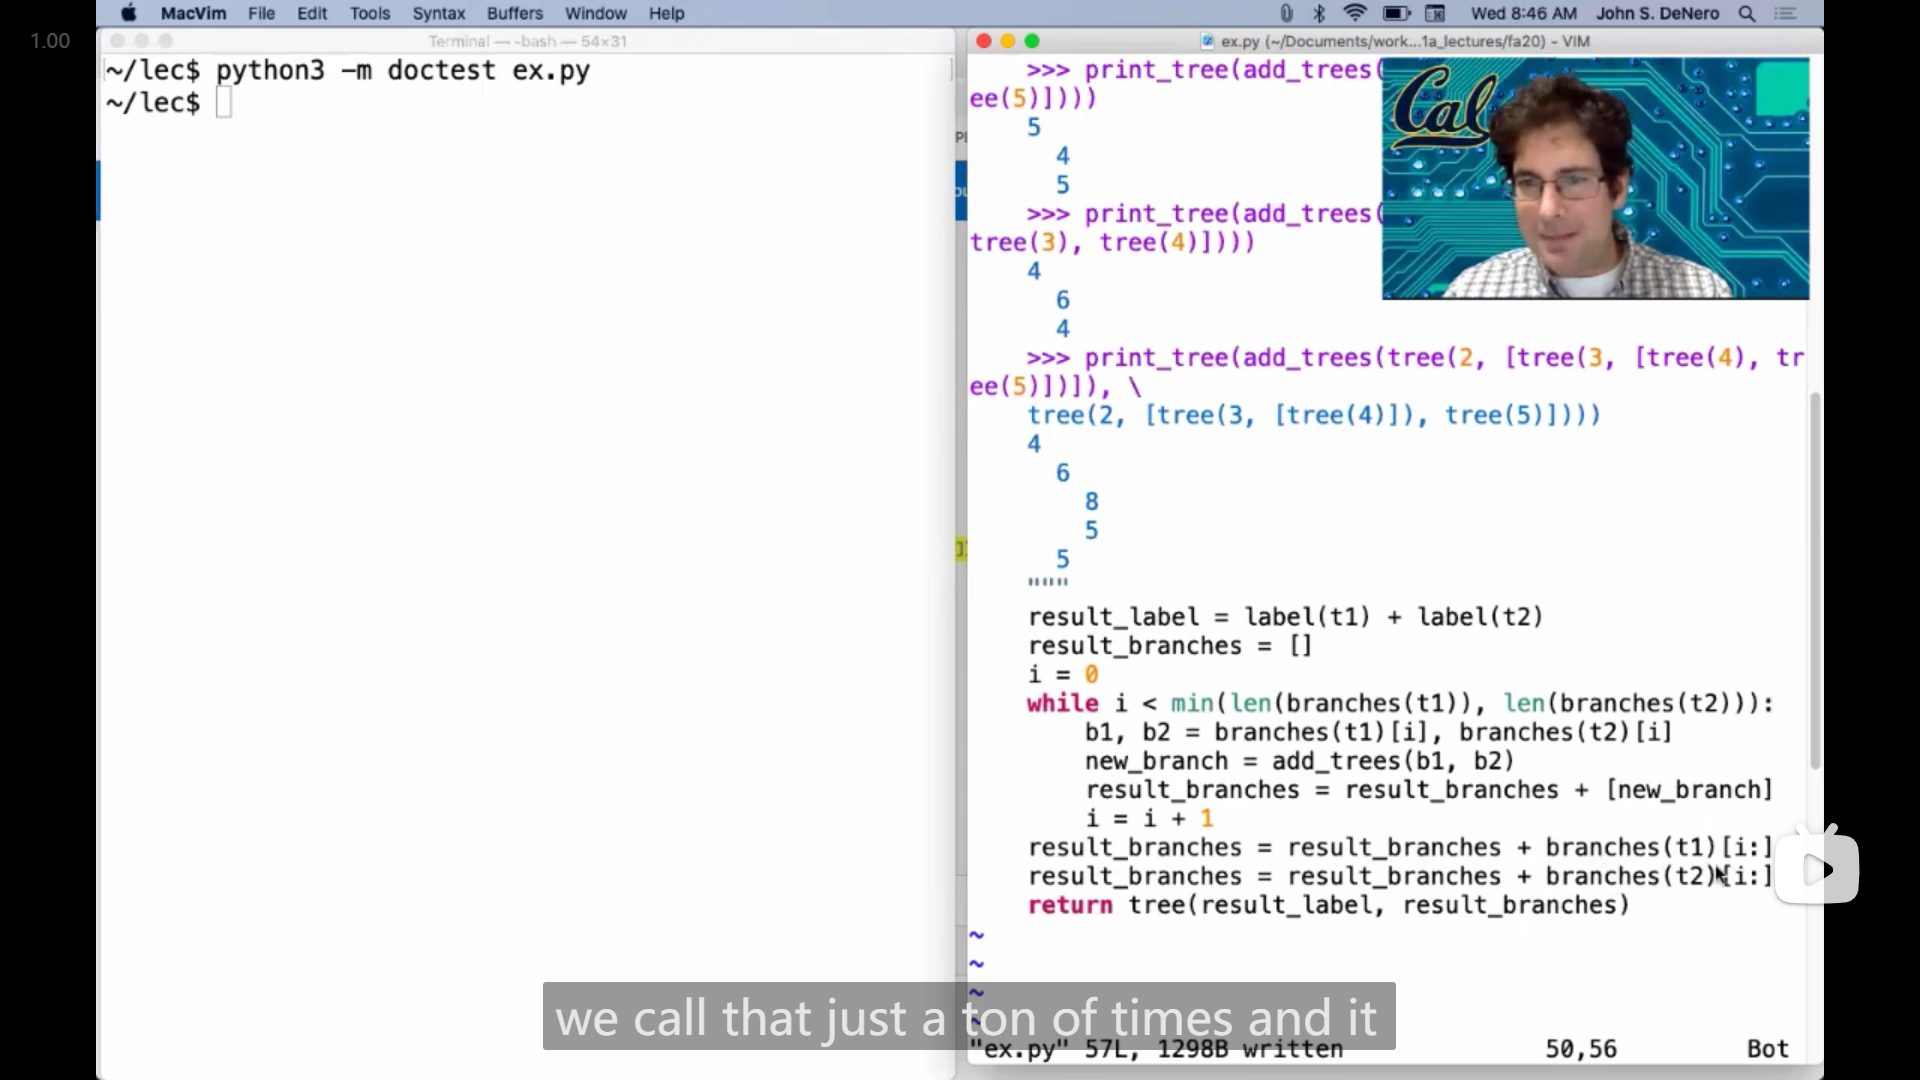 MacVim File Edit Tools Syntax Buffers Window Help
Wed 8:46 AM John S. DeNero
1.00
Terminal — -bash — 54×31
~/lec$ python3 -m doctest ex.py
~/lec$
ex.py (~/Documents/work...1a_lectures/fa20) - VIM
>>> print_tree(add_trees(
ee(5)])))
5
4
5
>>> print_tree(add_trees(
tree(3), tree(4)])))
4
6
4
>>> print_tree(add_trees(tree(2, [tree(3, [tree(4), tr
ee(5)])]), \
tree(2, [tree(3, [tree(4)]), tree(5)])))
4
6
8
5
5
"""
result_label = label(t1) + label(t2)
result_branches = []
i = 0
while i < min(len(branches(t1)), len(branches(t2))):
b1, b2 = branches(t1)[i], branches(t2)[i]
new_branch = add_trees(b1, b2)
result_branches = result_branches + [new_branch]
i = i + 1
result_branches = result_branches + branches(t1)[i:]
result_branches = result_branches + branches(t2)[i:]
return tree(result_label, result_branches)
~
~
~
"ex.py" 57L, 1298B written 50,56 Bot
Cal
we call that just a ton of times and it